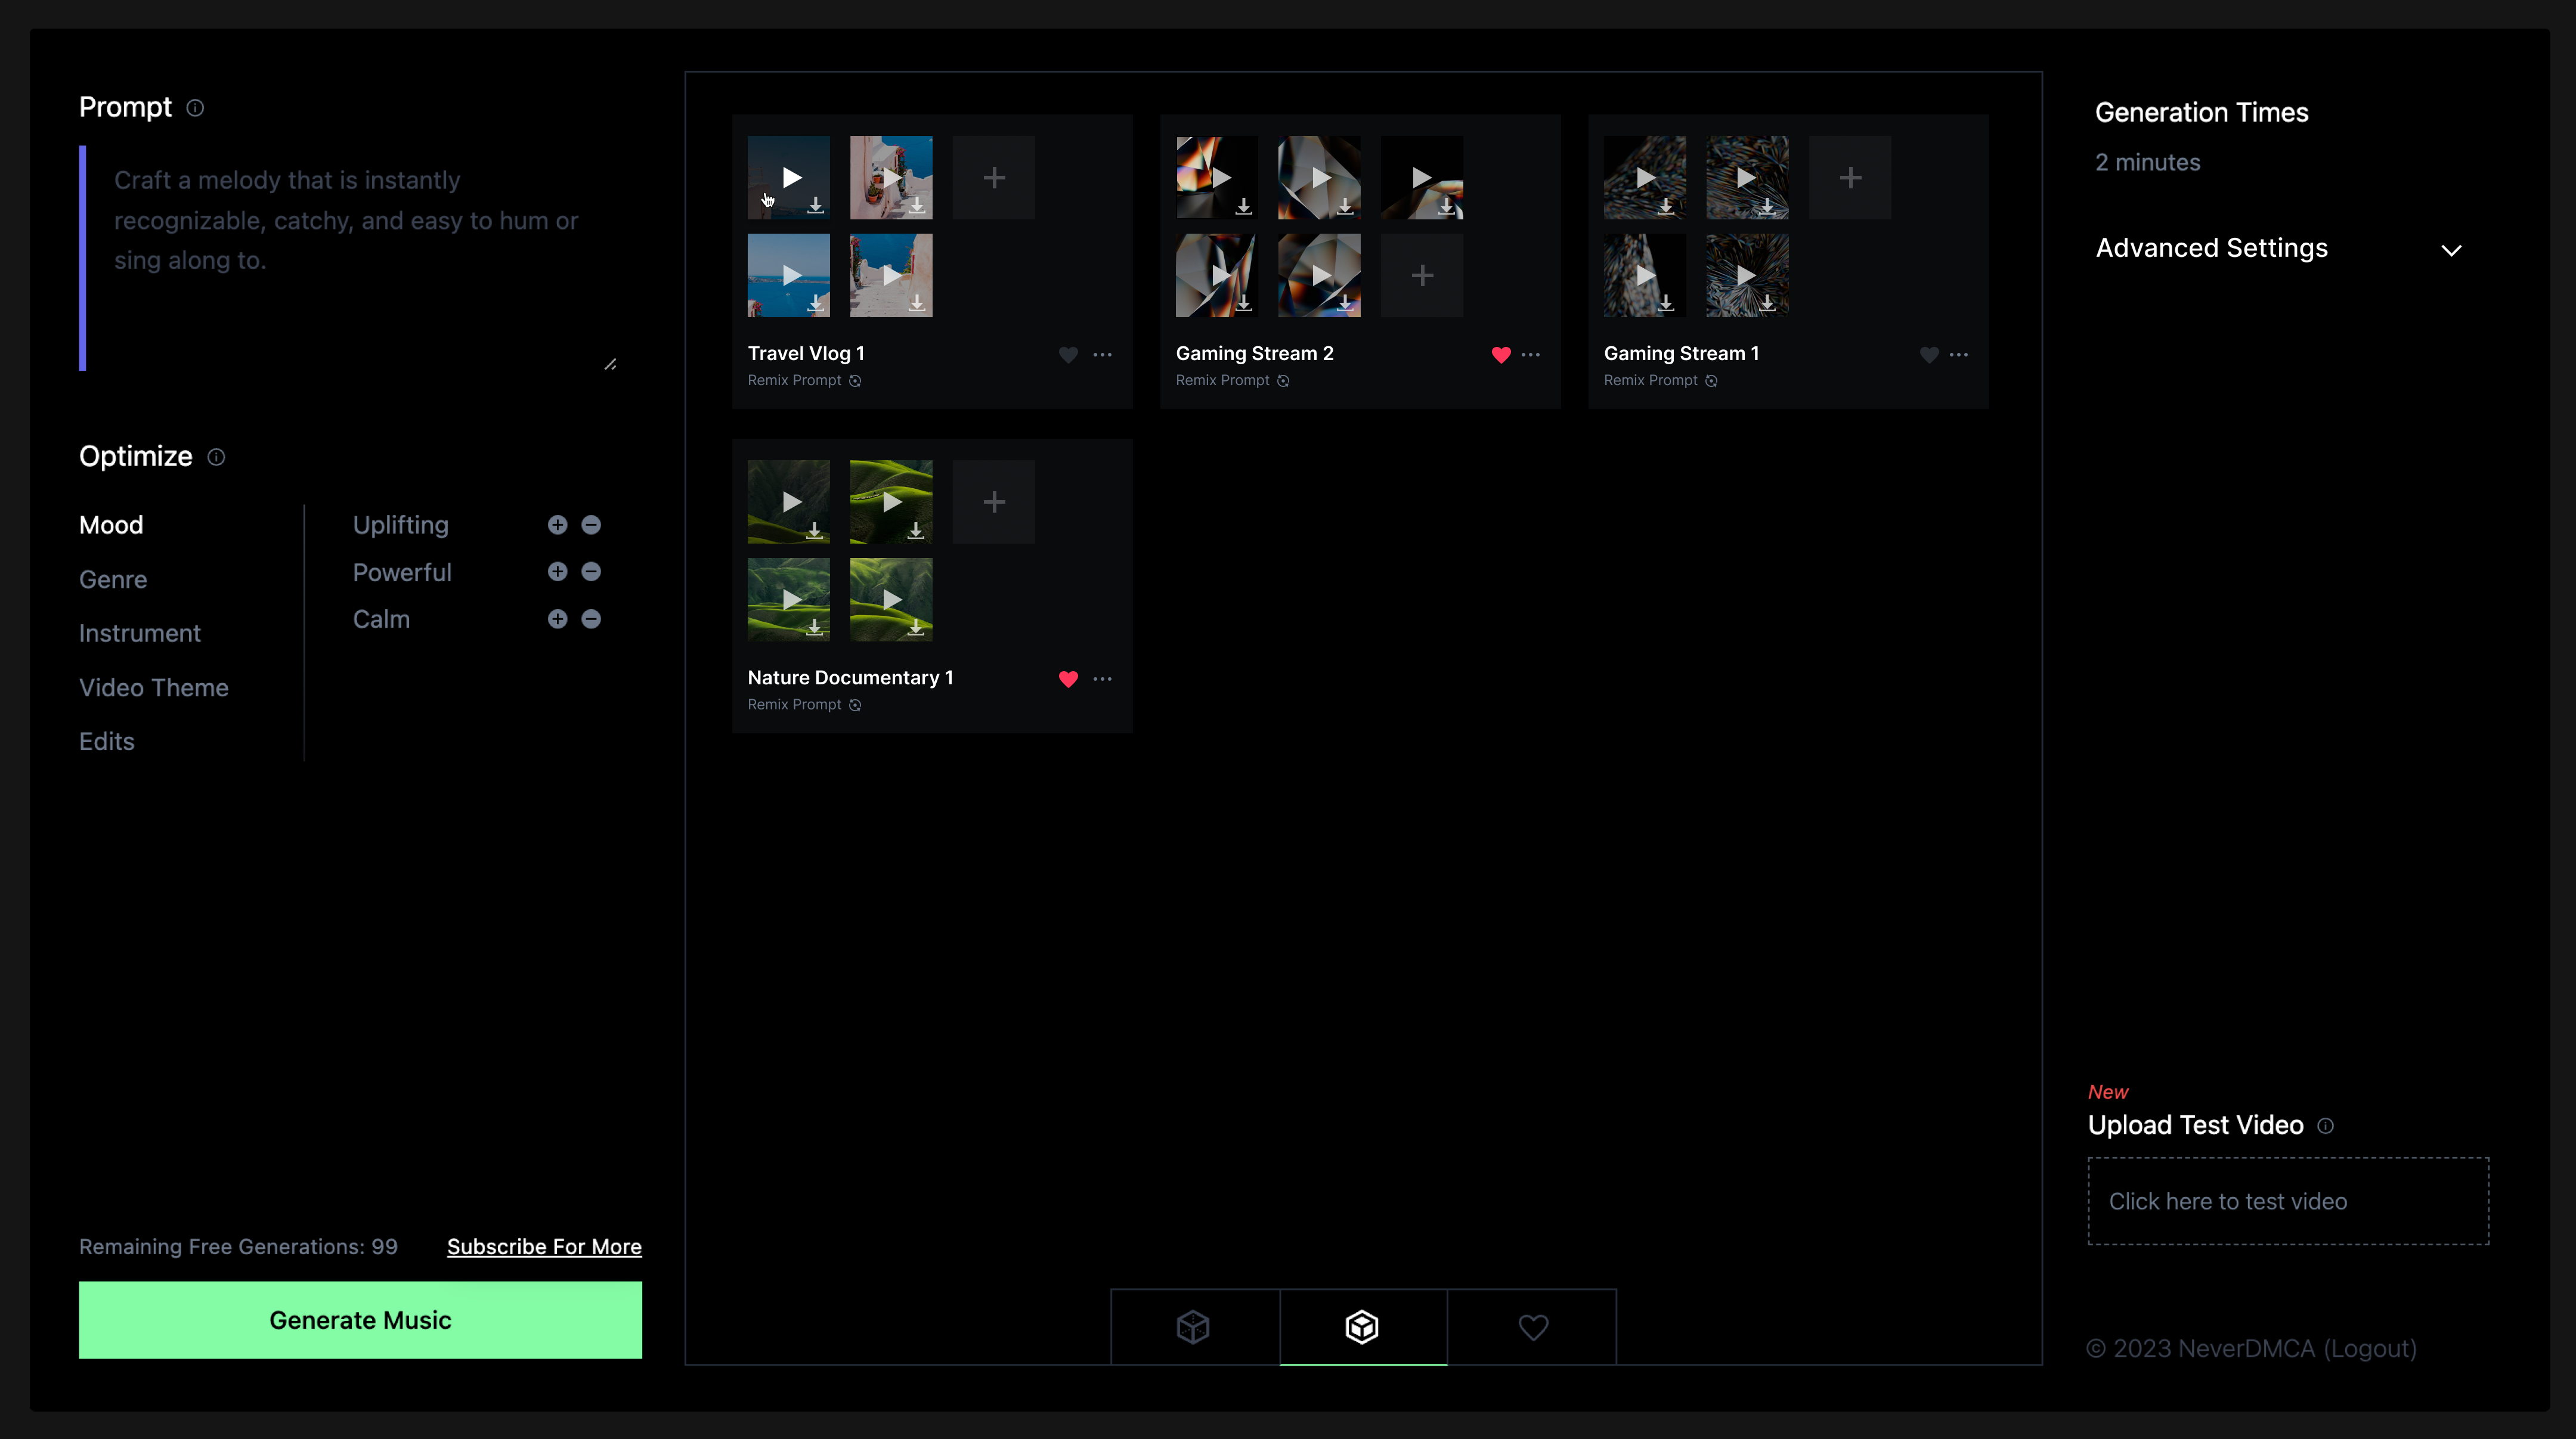 Prompt
Craft a melody that is instantly
recognizable, catchy, and easy to hum or
sing along to.
Optimize
Mood
Genre
Instrument
Video Theme
Edits
Uplifting
Powerful
Calm
Remaining Free Generations: 99
Subscribe For More
Generate Music
Travel Vlog 1
Remix Prompt
Gaming Stream 2
Remix Prompt
Gaming Stream 1
Remix Prompt
Nature Documentary 1
Remix Prompt
Generation Times
2 minutes
Advanced Settings
New
Upload Test Video
Click here to test video
© 2023 NeverDMCA (Logout)